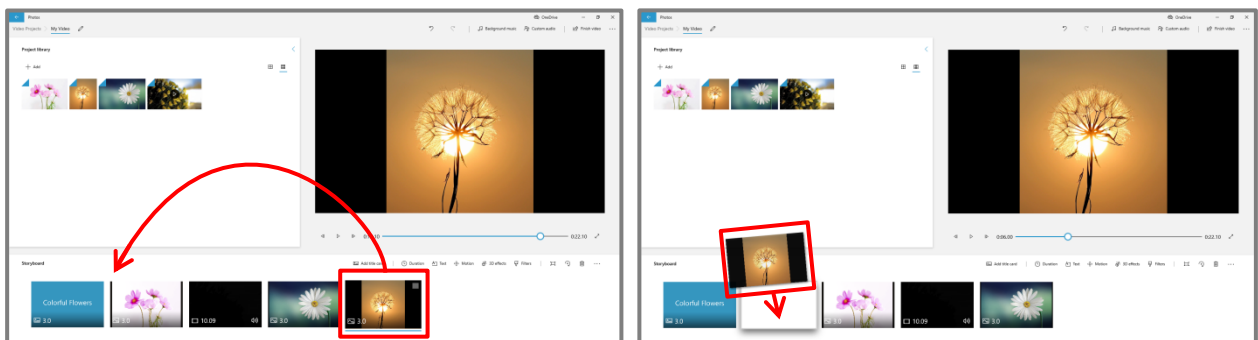 Photos
OneDrive
Video Projects
My Video
Background music
Custom audio
Finish video
Project library
Add
0:22.10
Storyboard
Add title card
Duration
Text
Motion
3D effects
Filters
Colorful Flowers
3.0
3.0
10.09
3.0
3.0
Photos
OneDrive
Video Projects
My Video
Background music
Custom audio
Finish video
Project library
Add
0:06.00
0:22.10
Storyboard
Add title card
Duration
Text
Motion
3D effects
Filters
Colorful Flowers
3.0
3.0
10.09
3.0